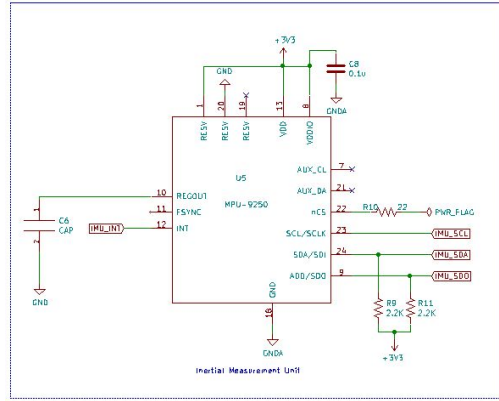 +3V3
GND
C8
0.1u
GNDA
1
20
19
13
8
RESV
RESV
RESV
VDD
VDDIO
U5
MPU-9250
AUX_CL
7
AUX_DA
21
nCS
22
R10
22
PWR_FLAG
SCL/SCLK
23
IMU_SCL
SDA/SDI
24
IMU_SDA
AD0/SDO
9
IMU_SDO
10
REGOUT
11
FSYNC
12
INT
IMU_INT
1
C6
CAP
2
GND
GND
18
GNDA
R9
2.2K
R11
2.2K
+3V3
Inertial Measurement Unit